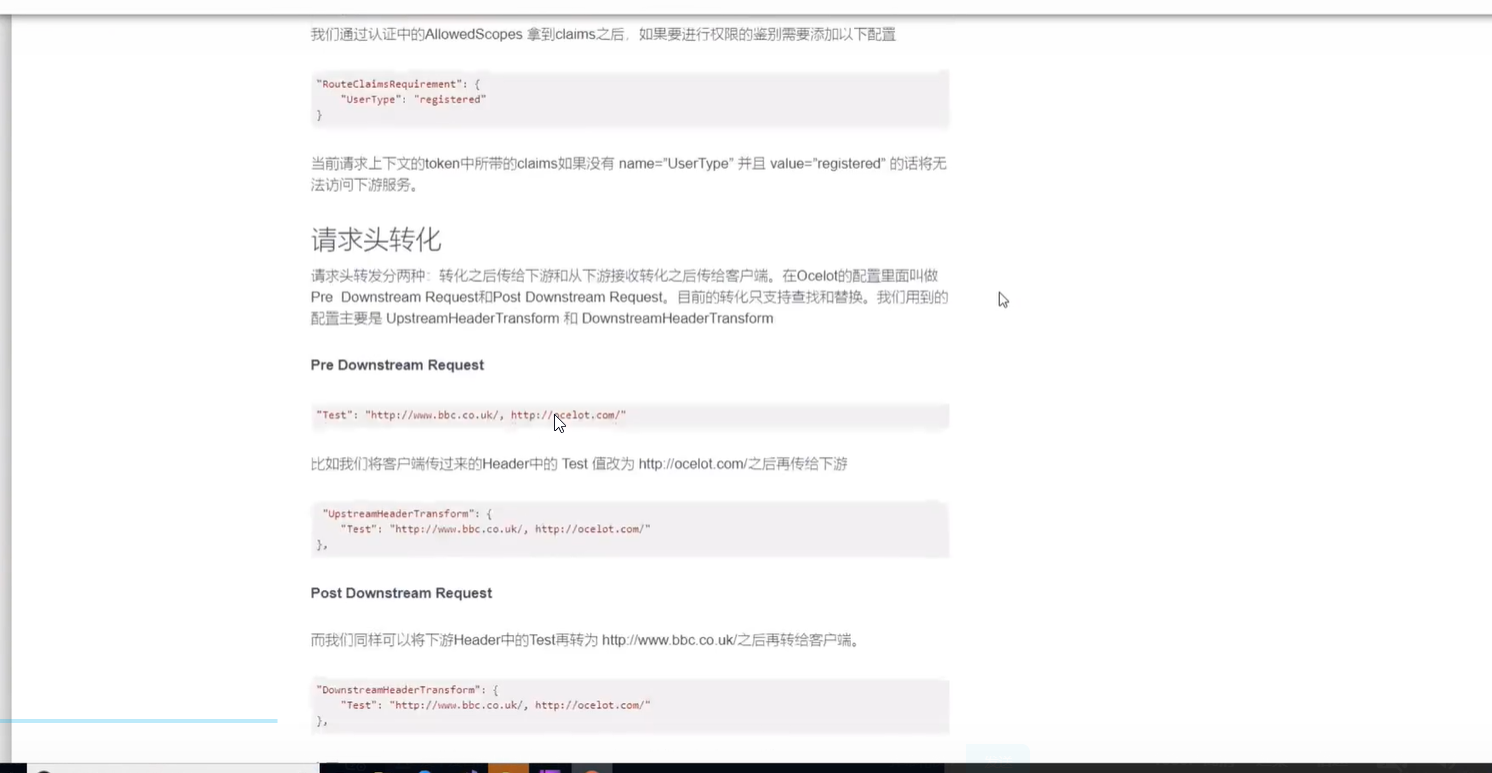 我们通过认证中的AllowedScopes 拿到claims之后，如果要进行权限的鉴别需要添加以下配置
"RouteClaimsRequirement": {
"UserType": "registered"
}
当前请求上下文的token中所带的claims如果没有 name="UserType" 并且 value="registered" 的话将无
法访问下游服务。
请求头转化
请求头转发分两种：转化之后传给下游和从下游接收转化之后传给客户端。在Ocelot的配置里面叫做
Pre Downstream Request和Post Downstream Request。目前的转化只支持查找和替换。我们用到的
配置主要是 UpstreamHeaderTransform 和 DownstreamHeaderTransform
Pre Downstream Request
"Test": "http://www.bbc.co.uk/, http://ocelot.com/"
比如我们将客户端传过来的Header中的 Test 值改为 http://ocelot.com/之后再传给下游
"UpstreamHeaderTransform": {
"Test": "http://www.bbc.co.uk/, http://ocelot.com/"
},
Post Downstream Request
而我们同样可以将下游Header中的Test再转为 http://www.bbc.co.uk/之后再转给客户端。
"DownstreamHeaderTransform": {
"Test": "http://www.bbc.co.uk/, http://ocelot.com/"
},